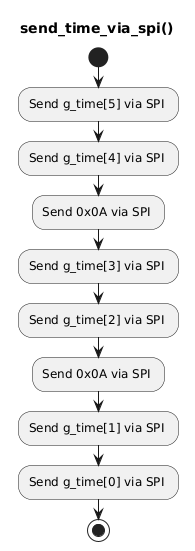 send_time_via_spi()
Send g_time[5] via SPI
Send g_time[4] via SPI
Send 0x0A via SPI
Send g_time[3] via SPI
Send g_time[2] via SPI
Send 0x0A via SPI
Send g_time[1] via SPI
Send g_time[0] via SPI